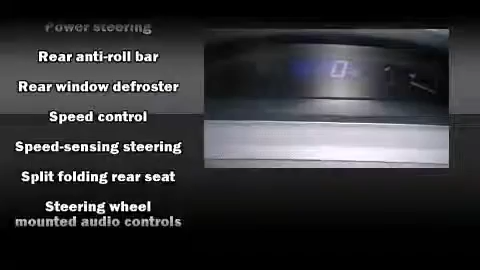 Power steering
Rear anti-roll bar
Rear window defroster
Speed control
Speed-sensing steering
Split folding rear seat
Steering wheel
mounted audio controls
0